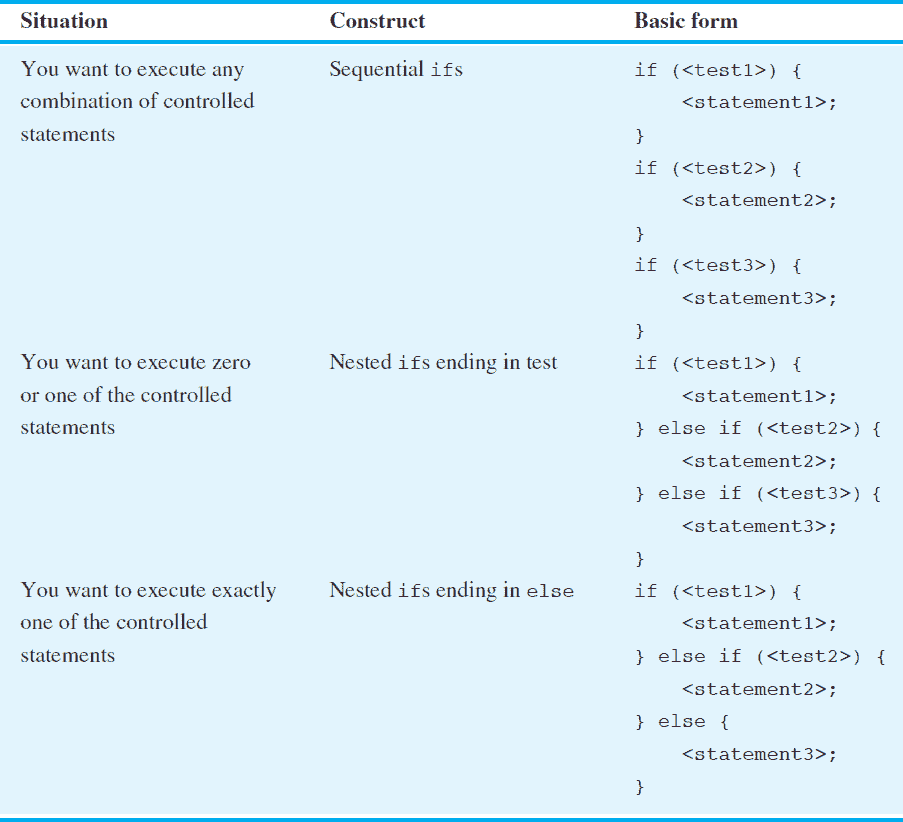 Situation Construct Basic form
You want to execute any Sequential ifs if (<test1>) {
combination of controlled <statement1>;
statements }
if (<test2>) {
<statement2>;
}
if (<test3>) {
<statement3>;
}
You want to execute zero Nested ifs ending in test if (<test1>) {
or one of the controlled <statement1>;
statements } else if (<test2>) {
<statement2>;
} else if (<test3>) {
<statement3>;
}
You want to execute exactly Nested ifs ending in else if (<test1>) {
one of the controlled <statement1>;
statements } else if (<test2>) {
<statement2>;
} else {
<statement3>;
}